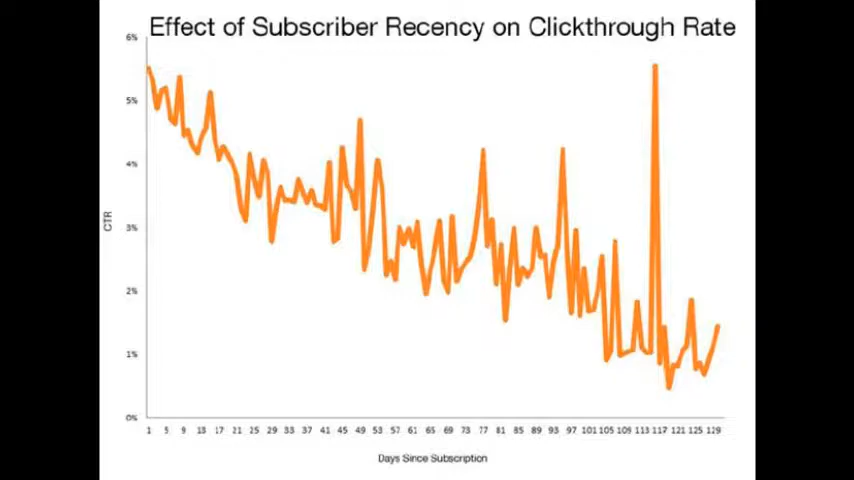 Effect of Subscriber Recency on Clickthrough Rate
6%
5%
4%
3%
2%
1%
0%
CTR
1 5 9 13 17 21 25 29 33 37 41 45 49 53 57 61 65 69 73 77 81 85 89 93 97 101 105 109 113 117 121 125 129
Days Since Subscription